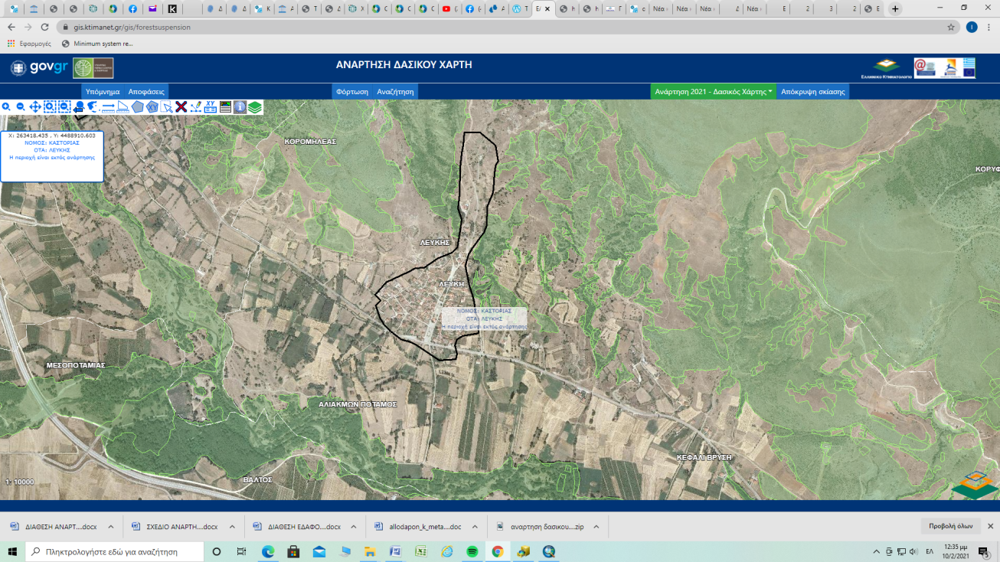 gis.ktimanet.gr/gis/forestsuspension
Εφαρμογές
Minimum system re...
govgr
ΑΝΑΡΤΗΣΗ ΔΑΣΙΚΟΥ ΧΑΡΤΗ
ΕΛΛΗΝΙΚΟ ΚΤΗΜΑΤΟΛΟΓΙΟ
Υπόμνημα Αποφάσεις
Φόρτωση Αναζήτηση
Ανάρτηση 2021 - Δασικός Χάρτης
Απόκρυψη σκίασης
X: 263418.435 , Y: 4488910.603
ΝΟΜΟΣ: ΚΑΣΤΟΡΙΑΣ
ΟΤΑ: ΛΕΥΚΗΣ
Η περιοχή είναι εκτός ανάρτησης
ΚΟΡΟΜΗΛΕΑΣ
ΚΟΡΥΦ
ΛΕΥΚΗΣ
ΛΕΥΚΗ
ΝΟΜΟΣ: ΚΑΣΤΟΡΙΑΣ
ΟΤΑ: ΛΕΥΚΗΣ
Η περιοχή είναι εκτός ανάρτησης
ΜΕΣΟΠΟΤΑΜΙΑΣ
ΑΛΙΑΚΜΩΝ ΠΟΤΑΜΟΣ
ΚΕΦΑΛΙ ΒΡΥΣΗ
ΒΑΛΤΟΣ
1: 10000
ΔΙΑΘΕΣΗ ΑΝΑΡΤ....docx
ΣΧΕΔΙΟ ΑΝΑΡΤΗ....docx
ΔΙΑΘΕΣΗ ΕΔΑΦΟ....docx
allodapon_k_meta....doc
αναρτηση δασικου....zip
Προβολή όλων
Πληκτρολογήστε εδώ για αναζήτηση
ΕΛ
12:35 μμ
10/2/2021